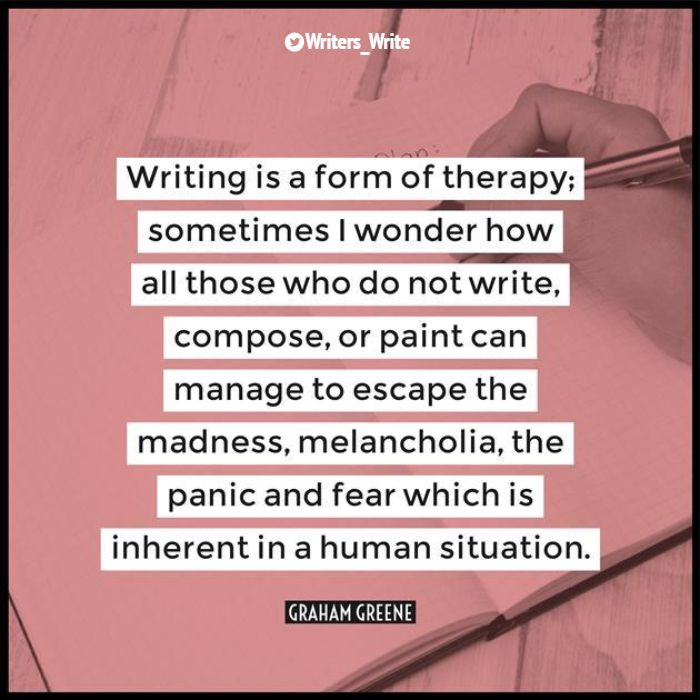 Writers_Write
Plan:
Writing is a form of therapy;
sometimes I wonder how
all those who do not write,
compose, or paint can
manage to escape the
madness, melancholia, the
panic and fear which is
inherent in a human situation.
GRAHAM GREENE